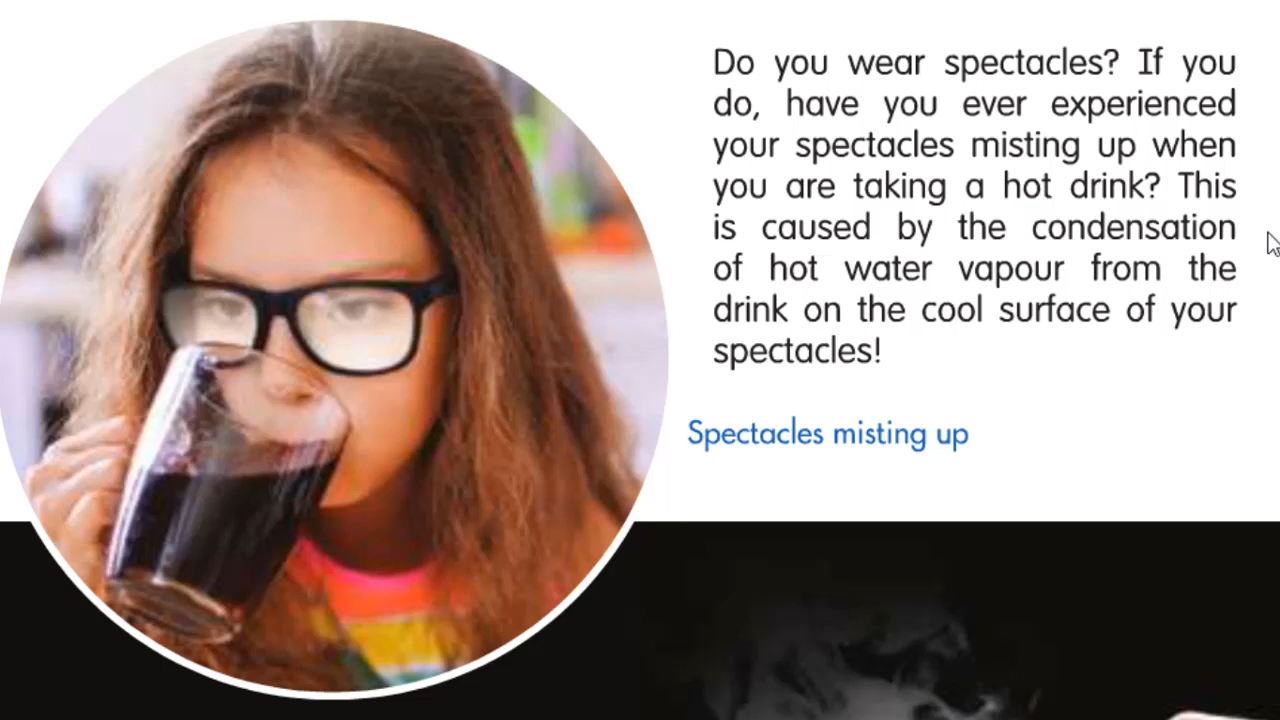 Do you wear spectacles? If you
do, have you ever experienced
your spectacles misting up when
you are taking a hot drink? This
is caused by the condensation
of hot water vapour from the
drink on the cool surface of your
spectacles!
Spectacles misting up